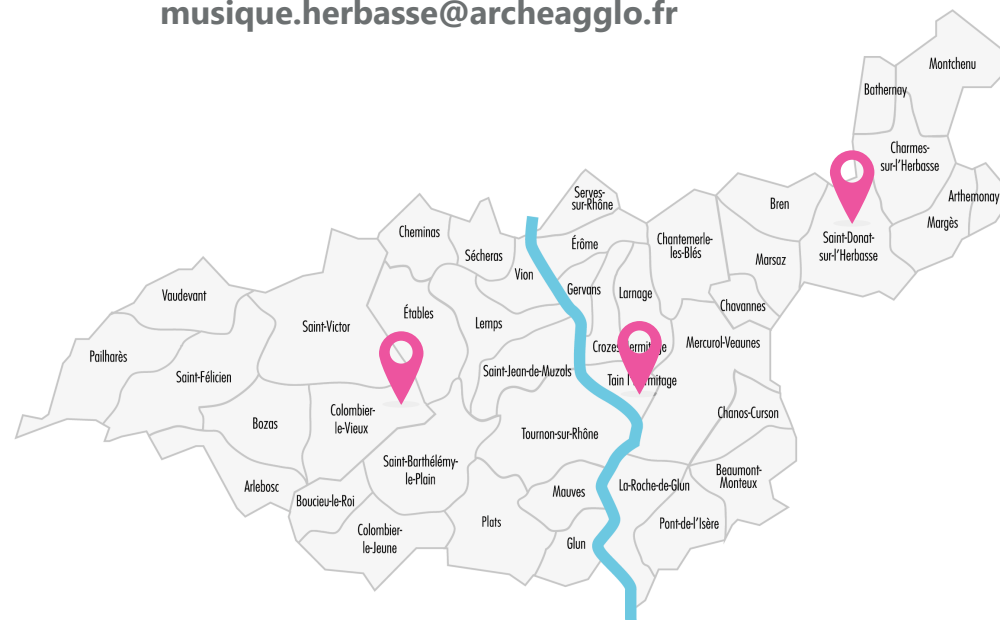 musique.herbasse@archeagglo.fr
Montchenu
Bathernay
Charmes-
sur-l'Herbasse
Arthemonay
Margès
Serves-
sur-Rhône
Bren
Cheminas
Érôme
Chantemerle-
les-Blés
Saint-Donat-
sur-l'Herbasse
Sécheras
Marsaz
Vion
Vaudevant
Gervans
Larnage
Chavannes
Étables
Saint-Victor
Lemps
Crozes
Mercurol-Veaunes
Pailharès
Saint-Jean-de-Muzols
Saint-Félicien
Tain l'
mitage
Colombier-
le-Vieux
Chanos-Curson
Bozas
Tournon-sur-Rhône
Saint-Barthélémy-
le-Plain
Beaumont-
Monteux
Arlebosc
Mauves
La-Roche-de-Glun
Boucieu-le-Roi
Plats
Pont-de-l'Isère
Colombier-
le-Jeune
Glun